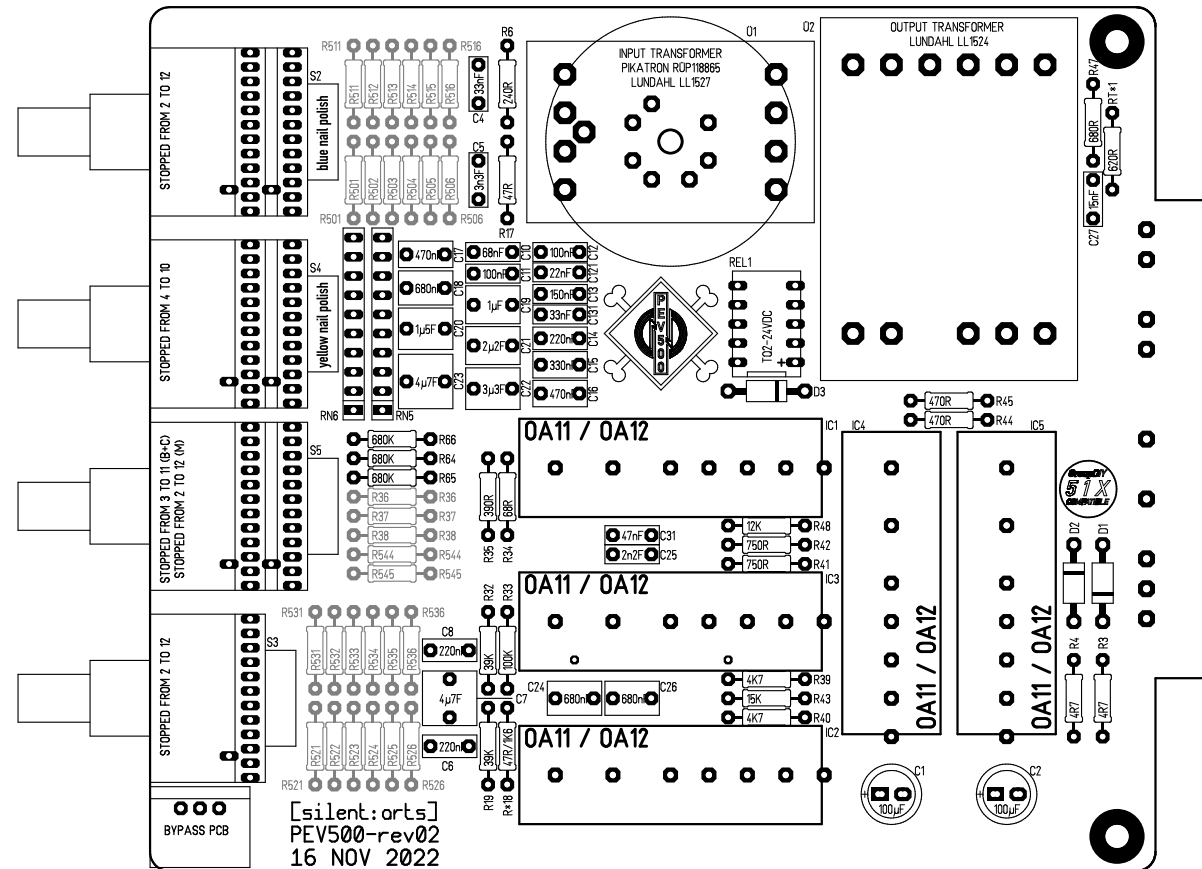 STOPPED FROM 2 TO 12
S2
blue nail polish
R511
R516
R511
R512
R513
R514
R515
R516
R501
R502
R503
R504
R505
R506
R501
R506
33nF
C4
C5
3n3F
R6
240R
47R
R17
INPUT TRANSFORMER
PIKATRON RÜP118865
LUNDAHL LL1527
Ü1
Ü2
OUTPUT TRANSFORMER
LUNDAHL LL1524
R47
680R
RT*1
620R
15nF
C27
STOPPED FROM 4 TO 10
S4
yellow nail polish
RN6
RN5
470nF
C17
680nF
C18
1µ5F
C20
4µ7F
C23
68nF
C10
100nF
C11
1µF
C19
2µ2F
C21
3µ3F
C22
100nF
C12
22nF
C121
150nF
C13
33nF
C131
220nF
C14
330nF
C15
470nF
C16
PEV500
REL1
TQ2-24VDC
+
D3
STOPPED FROM 3 TO 11 (B+C)
STOPPED FROM 2 TO 12 (M)
S5
680K
R66
680K
R64
680K
R65
R36
R36
R37
R37
R38
R38
R544
R544
R545
R545
390R
R35
68R
R34
OA11 / OA12
IC1
47nF
C31
2n2F
C25
12K
R48
750R
R42
750R
R41
470R
R45
470R
R44
IC4
OA11 / OA12
IC5
OA11 / OA12
GroupDIY
51X
COMPATIBLE
D2
D1
R4
4R7
R3
4R7
OA11 / OA12
IC3
STOPPED FROM 2 TO 12
S3
R531
R536
R531
R532
R533
R534
R535
R536
R521
R522
R523
R524
R525
R526
R521
R526
C8
220nF
4µ7F
C7
220nF
C6
R32
39K
R33
100K
39K
R19
47R/1K6
R*18
C24
680nF
680nF
C26
4K7
R39
15K
R43
4K7
R40
OA11 / OA12
IC2
C1
+
100µF
C2
+
100µF
BYPASS PCB
[silent:arts]
PEV500-rev02
16 NOV 2022